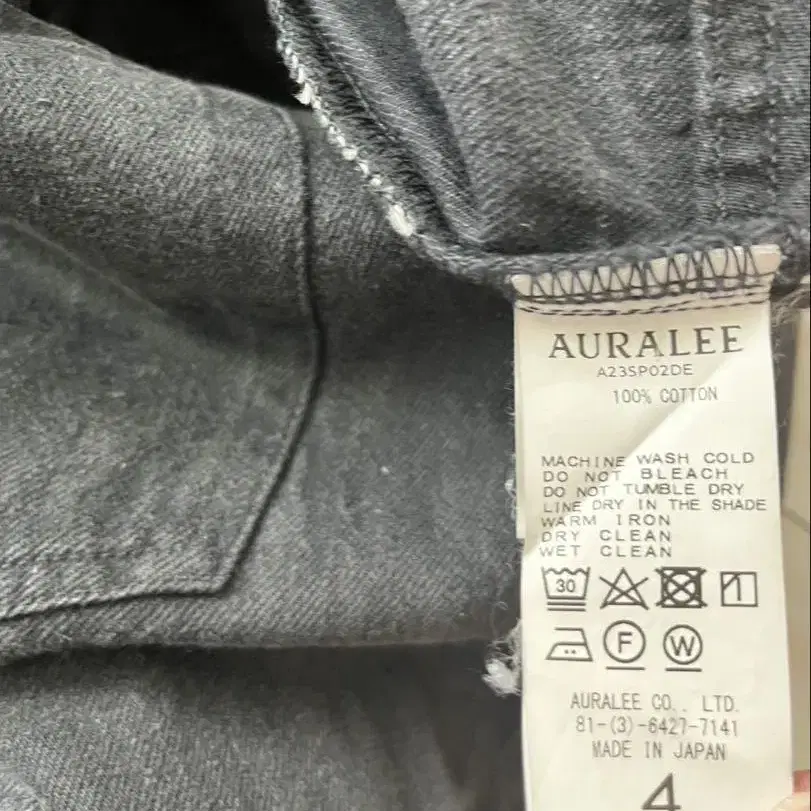 AURALEE
A23SP02DE
100% COTTON
MACHINE WASH COLD
DO NOT BLEACH
DO NOT TUMBLE DRY
LINE DRY IN THE SHADE
WARM IRON
DRY CLEAN
WET CLEAN
30
F W
AURALEE CO., LTD.
81-(3)-6427-7141
MADE IN JAPAN
4